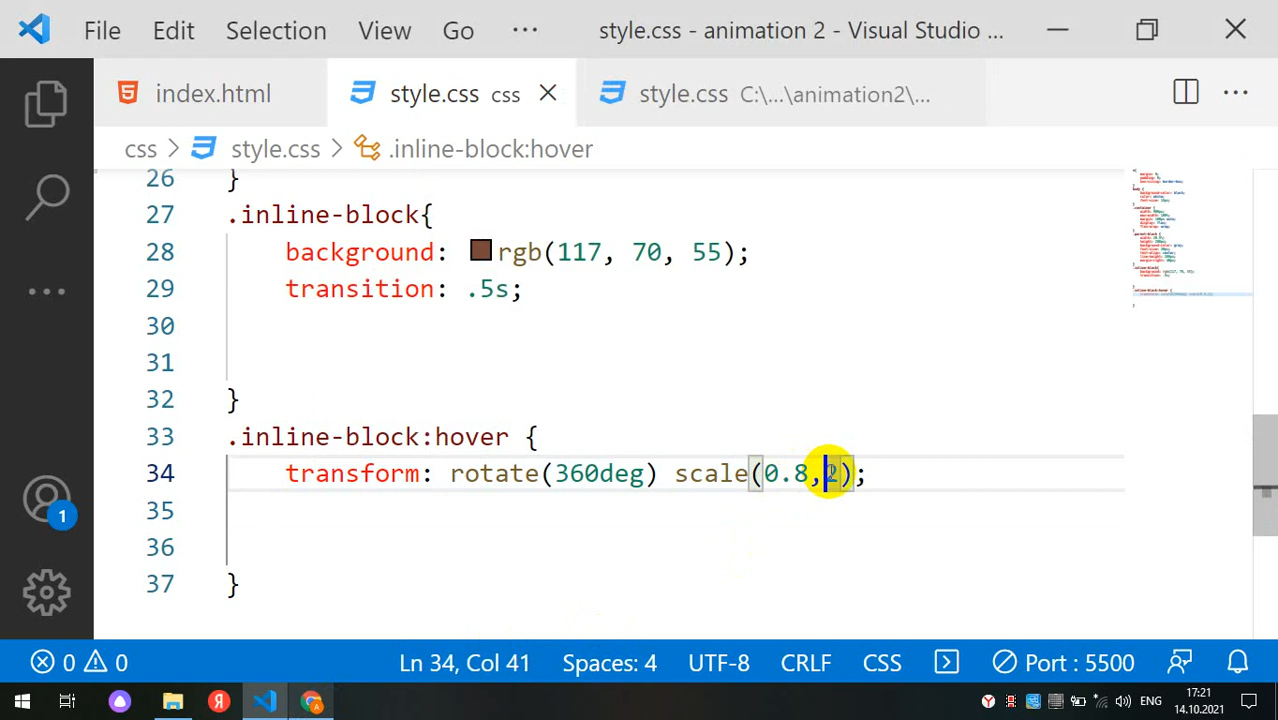 File Edit Selection View Go ··· style.css - animation 2 - Visual Studio ...
index.html style.css css style.css C:\...\animation2\...
css > style.css > .inline-block:hover
26 }
27 .inline-block{
28 background: rgb(117, 70, 55);
29 transition: .5s;
30
31
32 }
33 .inline-block:hover {
34 transform: rotate(360deg) scale(0.8,2);
35
36
37 }
1
0 0 Ln 34, Col 41 Spaces: 4 UTF-8 CRLF CSS Port : 5500
Я A Y ENG 17:21
14.10.2021